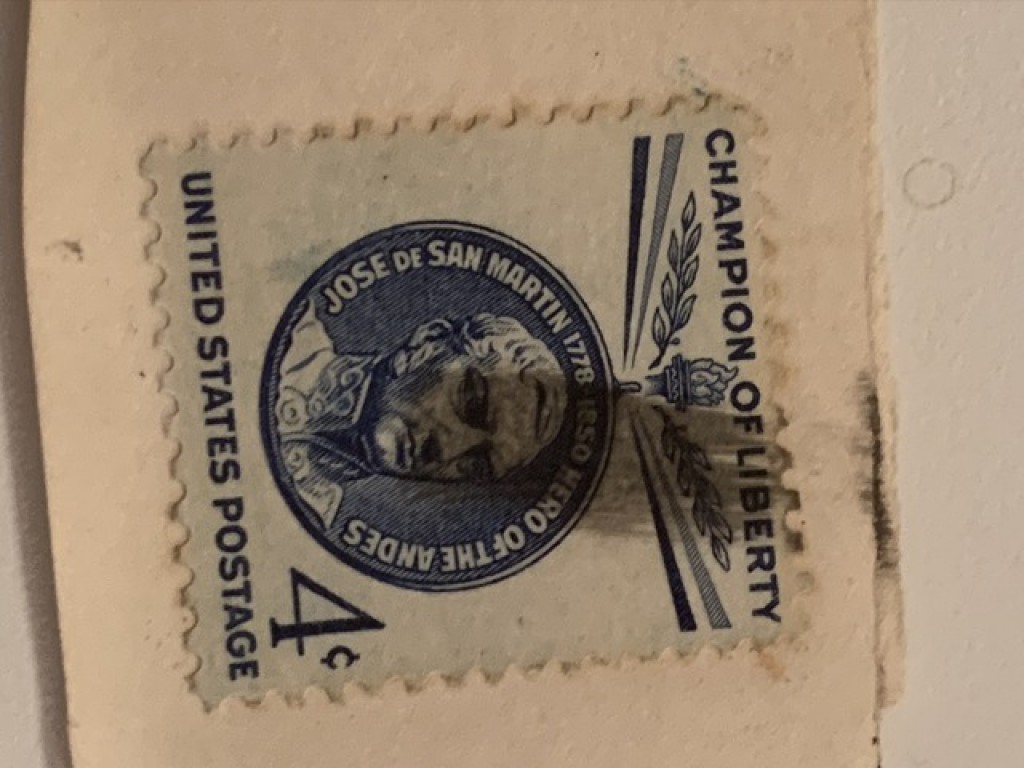 CHAMPION OF LIBERTY
JOSE DE SAN MARTIN 1778-1850 HERO OF THE ANDES
4¢
UNITED STATES POSTAGE